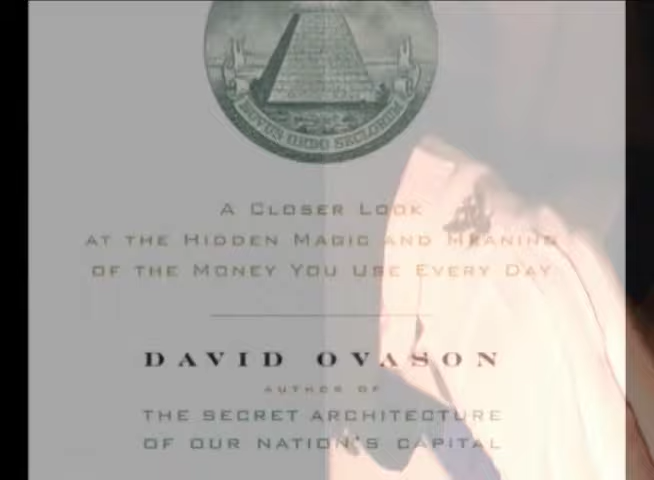 NOVUS ORDO SECLORUM
A CLOSER LOOK
AT THE HIDDEN MAGIC AND MEANING
OF THE MONEY YOU USE EVERY DAY
DAVID OVASON
AUTHOR OF
THE SECRET ARCHITECTURE
OF OUR NATION'S CAPITAL